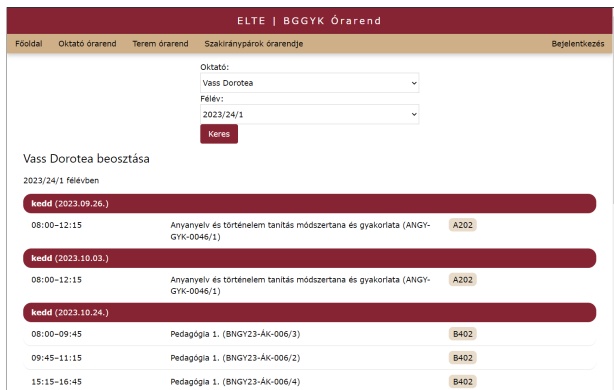 ELTE | BGGYK Órarend
Főoldal Oktató órarend Terem órarend Szakiránypárok órarendje Bejelentkezés
Oktató:
Vass Dorotea
Félév:
2023/24/1
Keres
Vass Dorotea beosztása
2023/24/1 félévben
kedd (2023.09.26.)
08:00–12:15 Anyanyelv és történelem tanítás módszertana és gyakorlata (ANGY-
GYK-0046/1) A202
kedd (2023.10.03.)
08:00–12:15 Anyanyelv és történelem tanítás módszertana és gyakorlata (ANGY-
GYK-0046/1) A202
kedd (2023.10.24.)
08:00–09:45 Pedagógia 1. (BNGY23-ÁK-006/3) B402
09:45–11:15 Pedagógia 1. (BNGY23-ÁK-006/2) B402
15:15–16:45 Pedagógia 1. (BNGY23-ÁK-006/4) B402